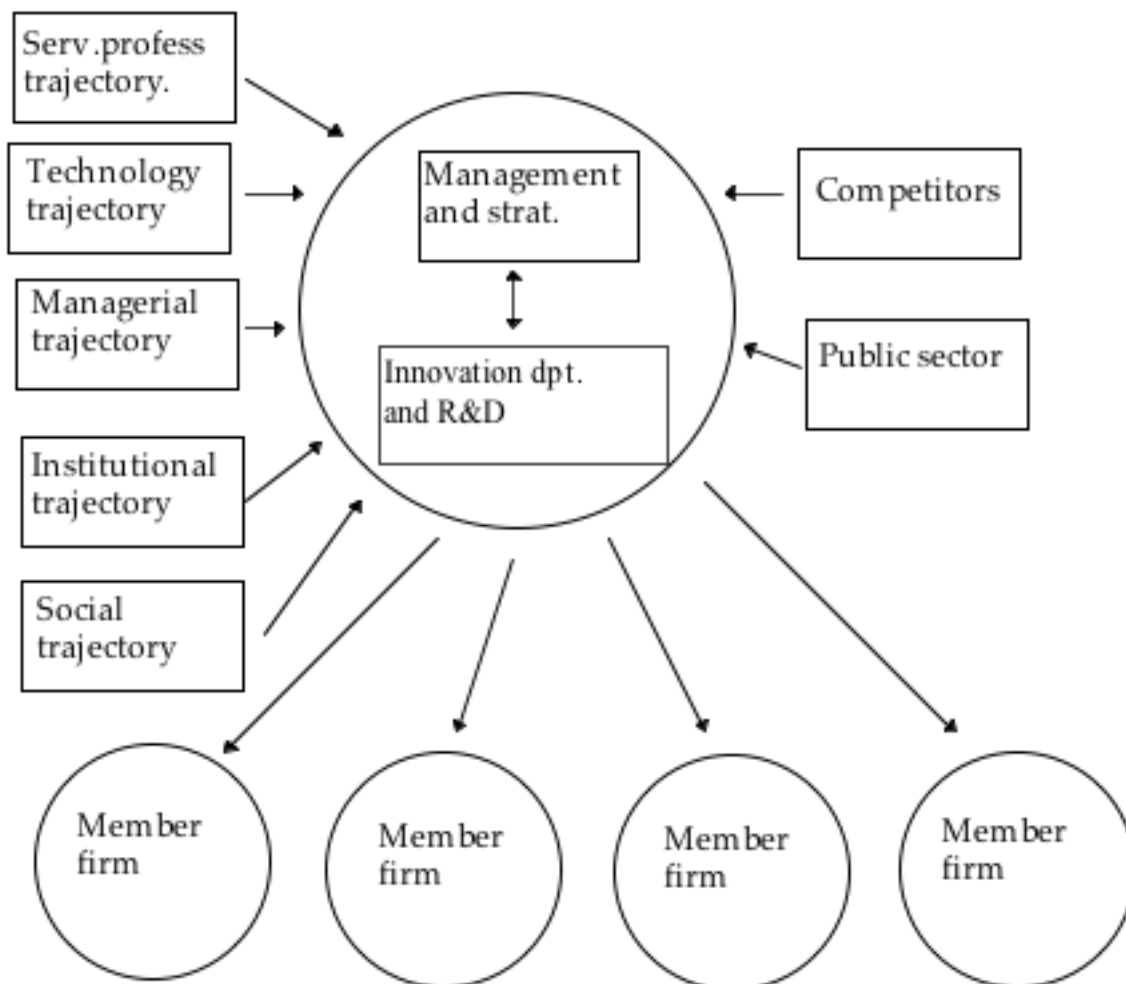 Serv.profess
trajectory.
Technology
trajectory
Managerial
trajectory
Institutional
trajectory
Social
trajectory
Management
and strat.
Innovation dpt.
and R&D
Competitors
Public sector
Member
firm
Member
firm
Member
firm
Member
firm